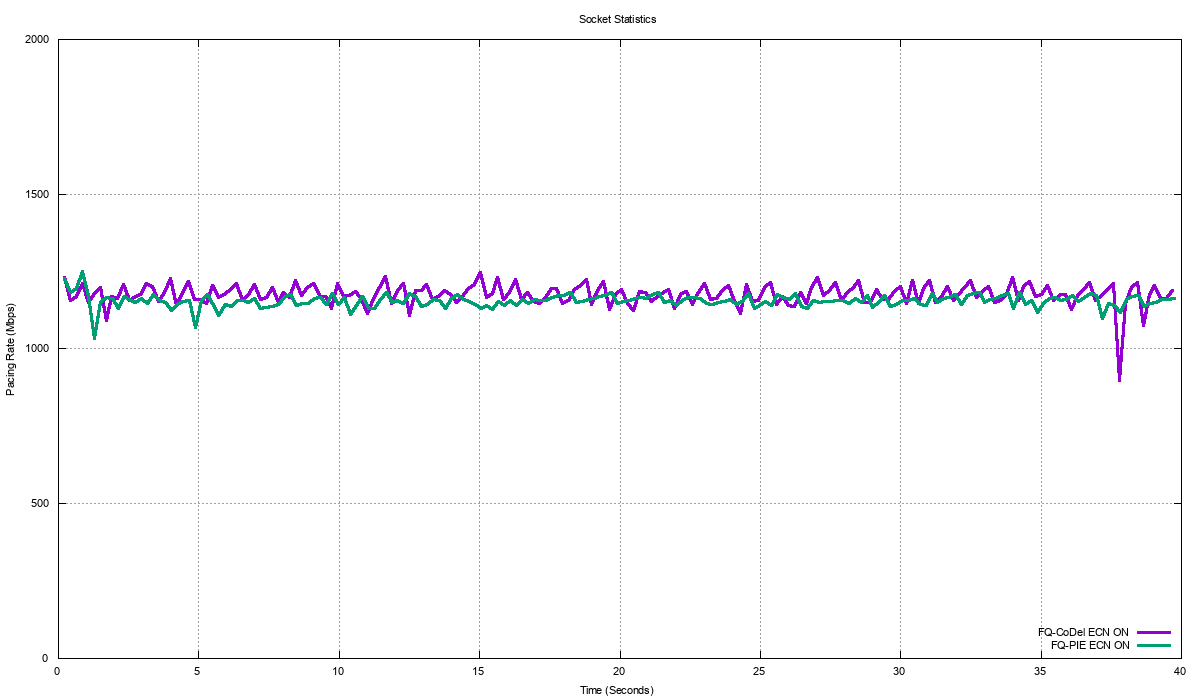 Socket Statistics
2000
1500
1000
500
0
Pacing Rate (Mbps)
FQ-CoDel ECN ON
FQ-PIE ECN ON
0 5 10 15 20 25 30 35 40
Time (Seconds)